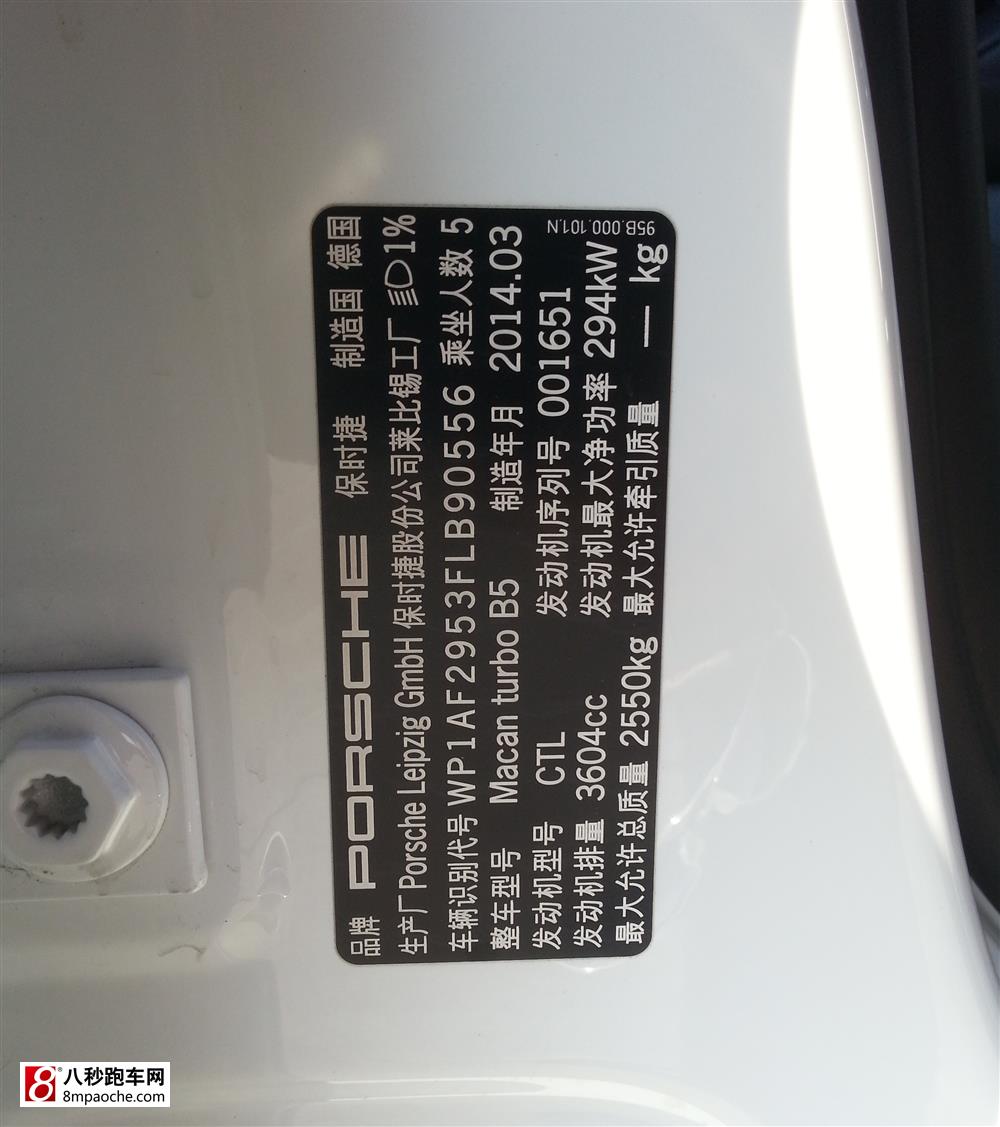 品牌 PORSCHE 保时捷 制造国 德国
生产厂 Porsche Leipzig GmbH 保时捷股份公司莱比锡工厂 1%
车辆识别代号 WP1AF2953FLB90556 乘坐人数 5
整车型号 Macan turbo B5 制造年月 2014.03
发动机型号 CTL 发动机序列号 001651
发动机排量 3604cc 发动机最大净功率 294kW
最大允许总质量 2550kg 最大允许牵引质量 — kg
95B.000.101.N
8® 八秒跑车网
8mpaoche.com